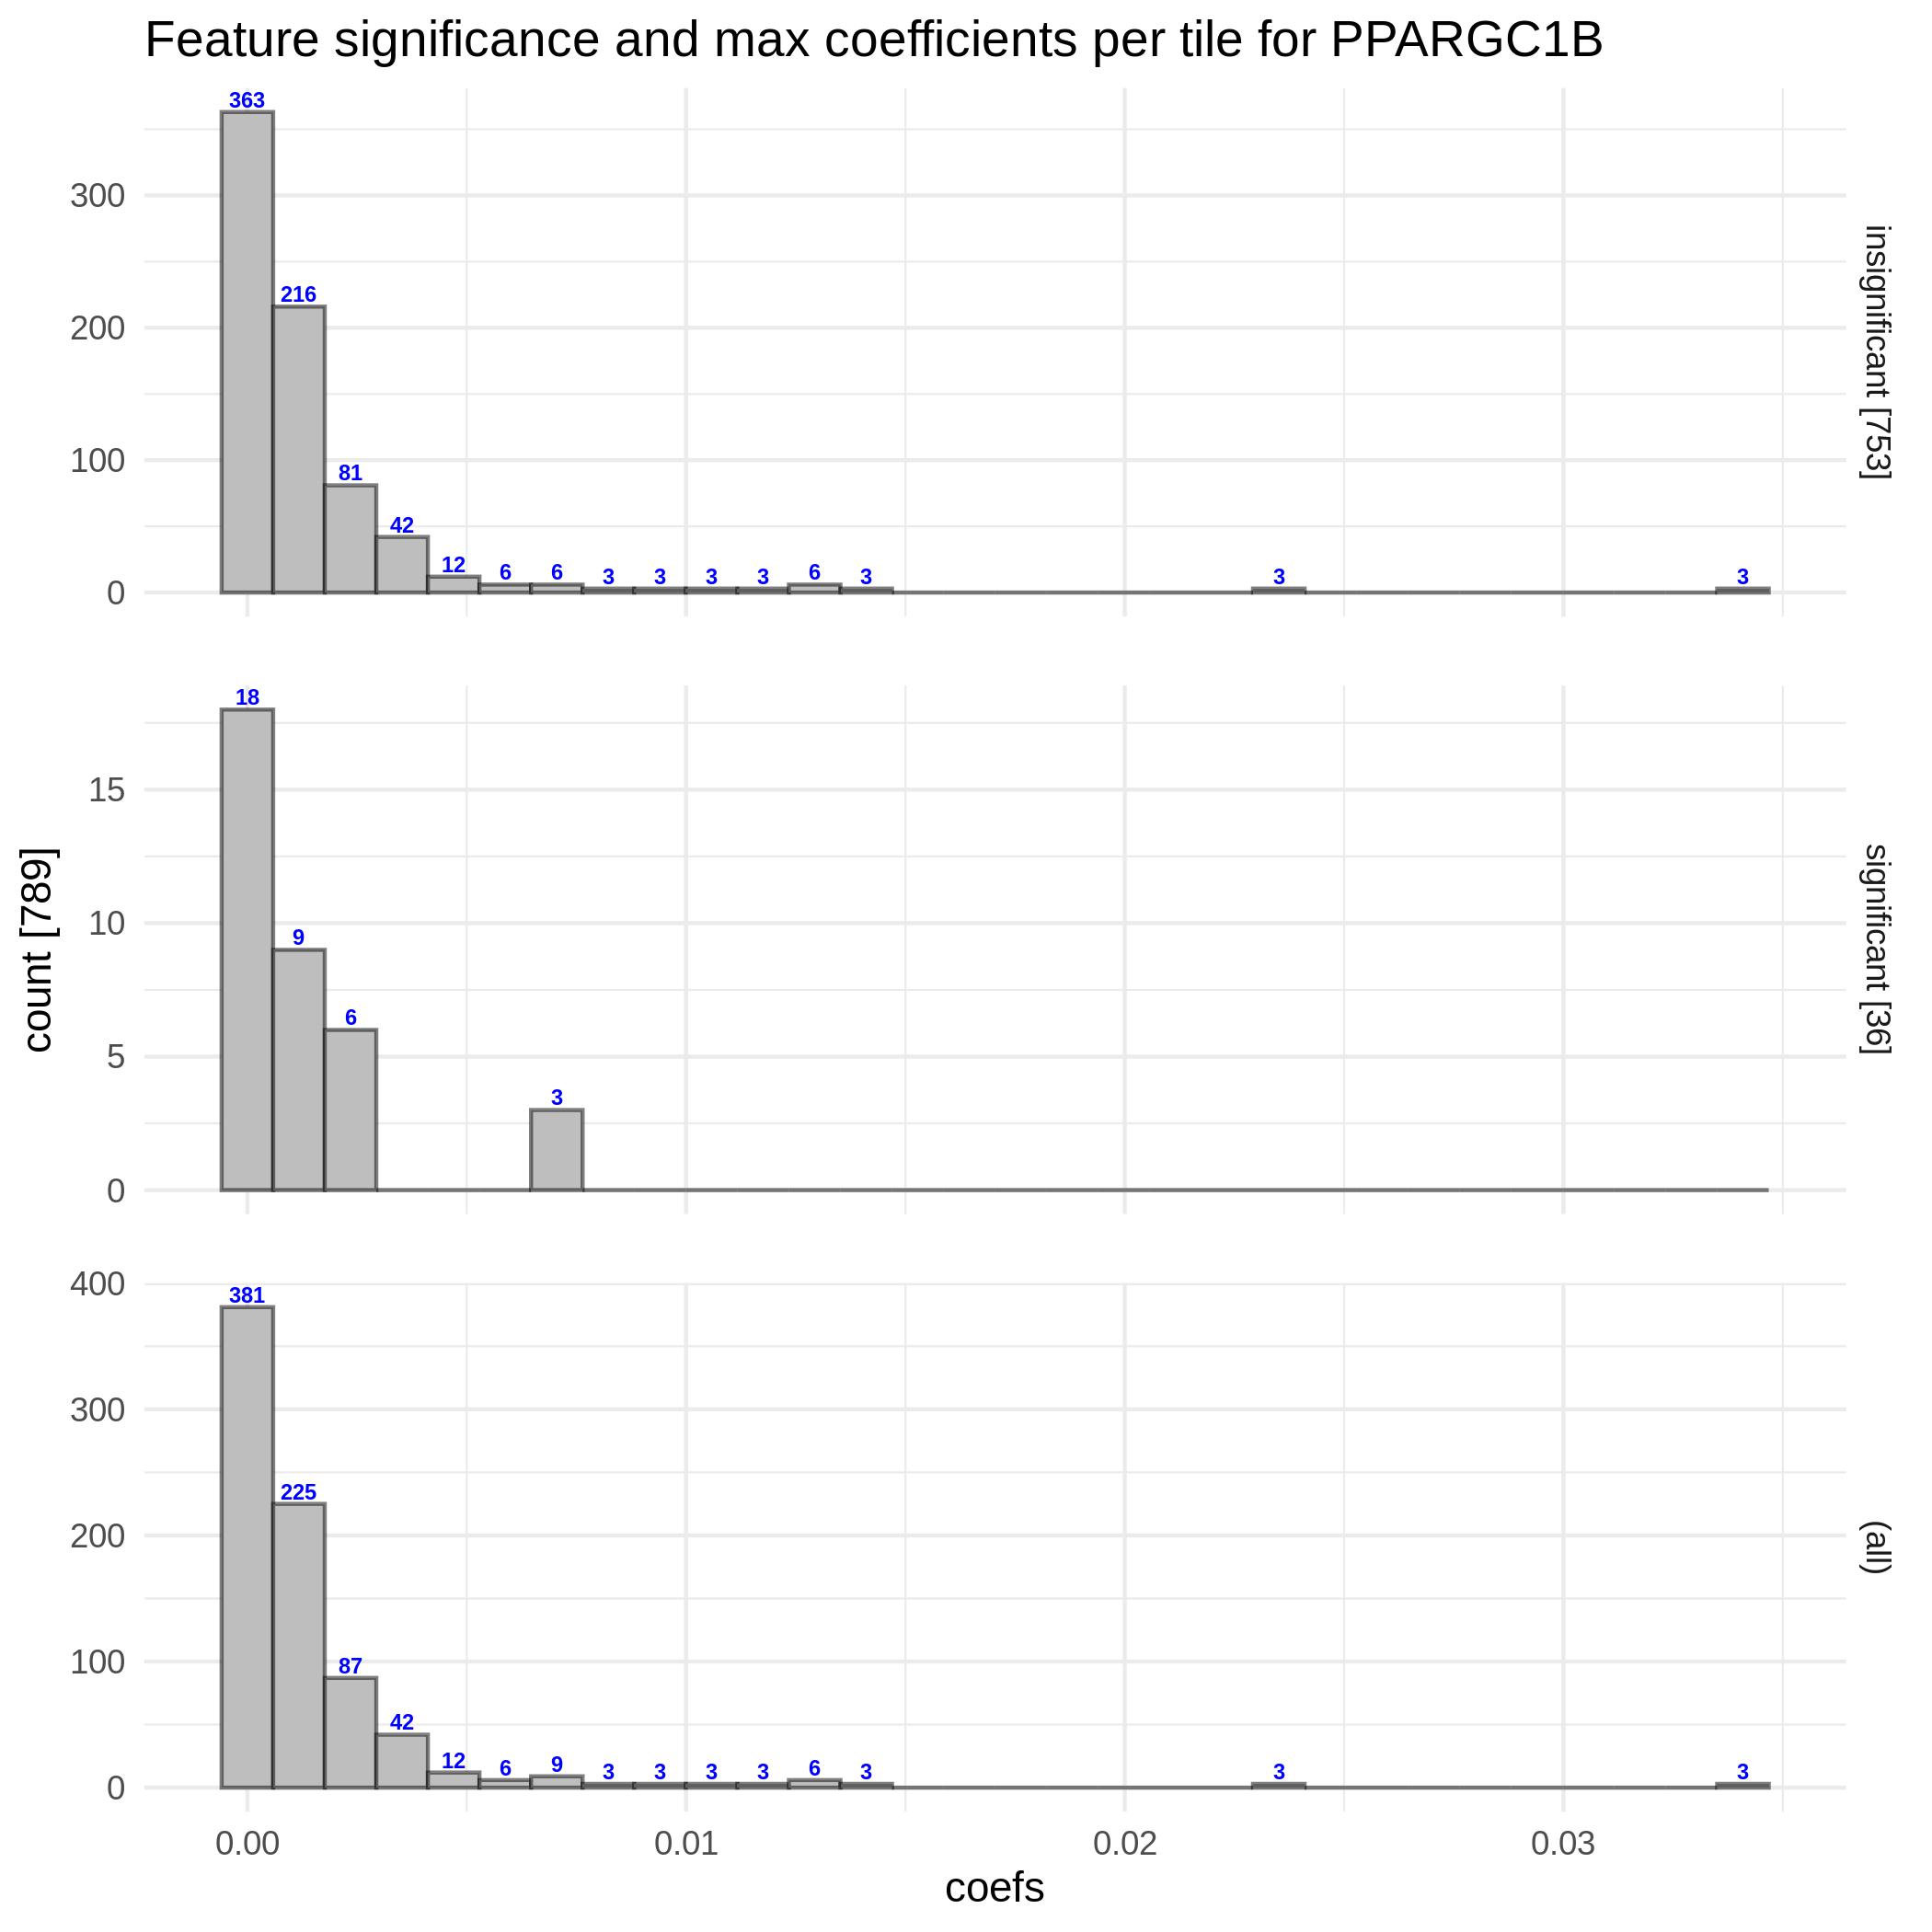 Feature significance and max coefficients per tile for PPARGC1B
count [789]
363
216
81
42
12 6 6 3 3 3 3 6 3 3 3
300
200
100
0
insignificant [753]
18
9
6
3
15
10
5
0
significant [36]
381
225
87
42
12 6 9 3 3 3 3 6 3 3 3
400
300
200
100
0
(all)
0.00 0.01 0.02 0.03
coefs